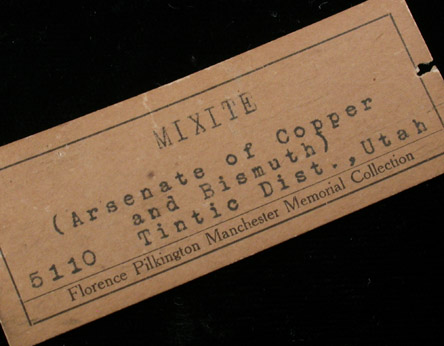 MIXITE
(Arsenate of Copper
and Bismuth)
Tintic Dist., Utah
5110
Florence Pilkington Manchester Memorial Collection